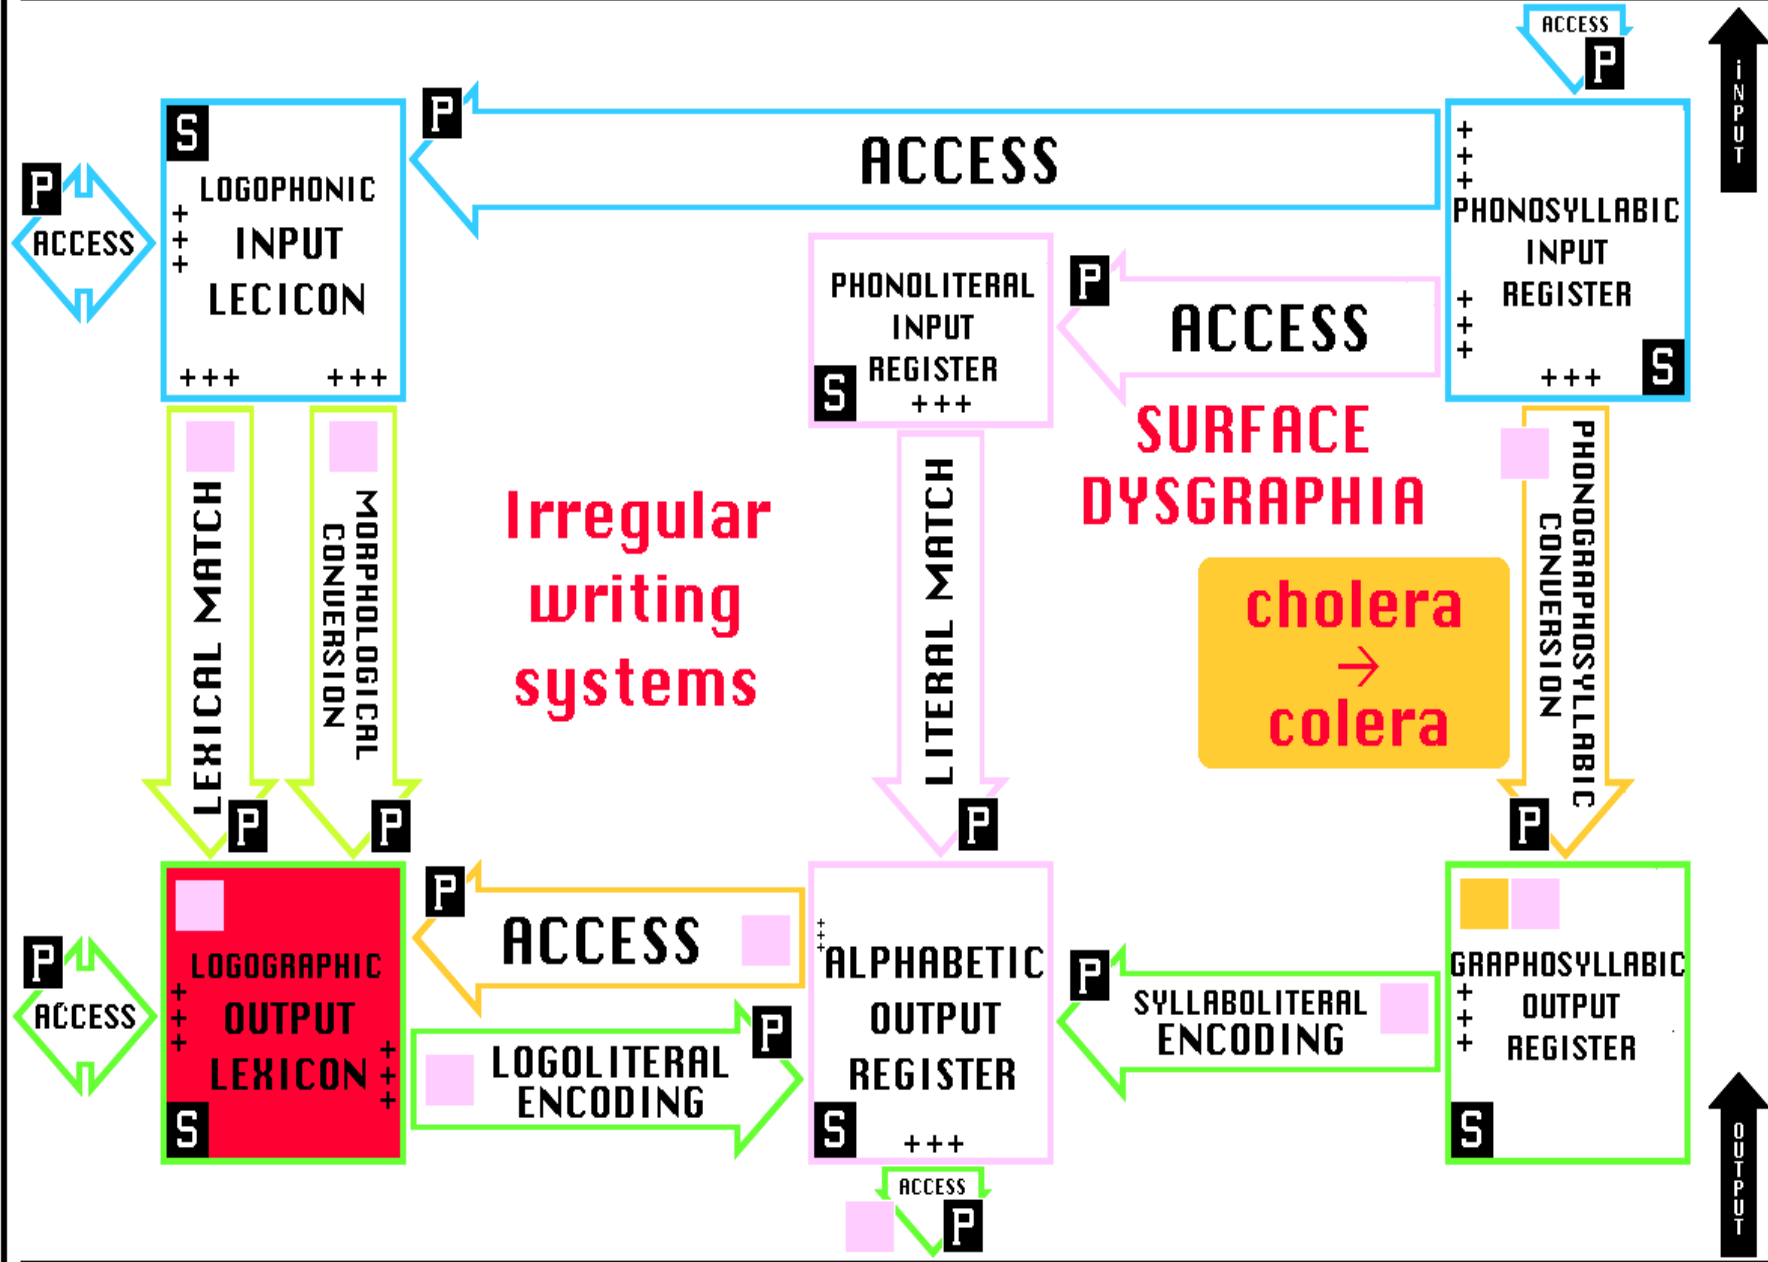 ACCESS
P
INPUT
S
LOGOPHONIC
INPUT
LECICON
+++
+++
+++
P
ACCESS
P
ACCESS
+++
PHONOSYLLABIC
INPUT
REGISTER
+++
+++
S
PHONOLITERAL
INPUT
REGISTER
S
+++
P
ACCESS
SURFACE
DYSGRAPHIA
Irregular
writing
systems
cholera
→
colera
LEXICAL MATCH
P
MORPHOLOGICAL
CONVERSION
P
LITERAL MATCH
P
PHONOGRAPHOSYLLABIC
CONVERSION
P
P
ACCESS
LOGOGRAPHIC
OUTPUT
LEXICON
+++
+++
S
P
ACCESS
LOGOLITERAL
ENCODING
P
+++
ALPHABETIC
OUTPUT
REGISTER
S
+++
P
SYLLABOLITERAL
ENCODING
GRAPHOSYLLABIC
OUTPUT
REGISTER
+++
S
ACCESS
P
OUTPUT